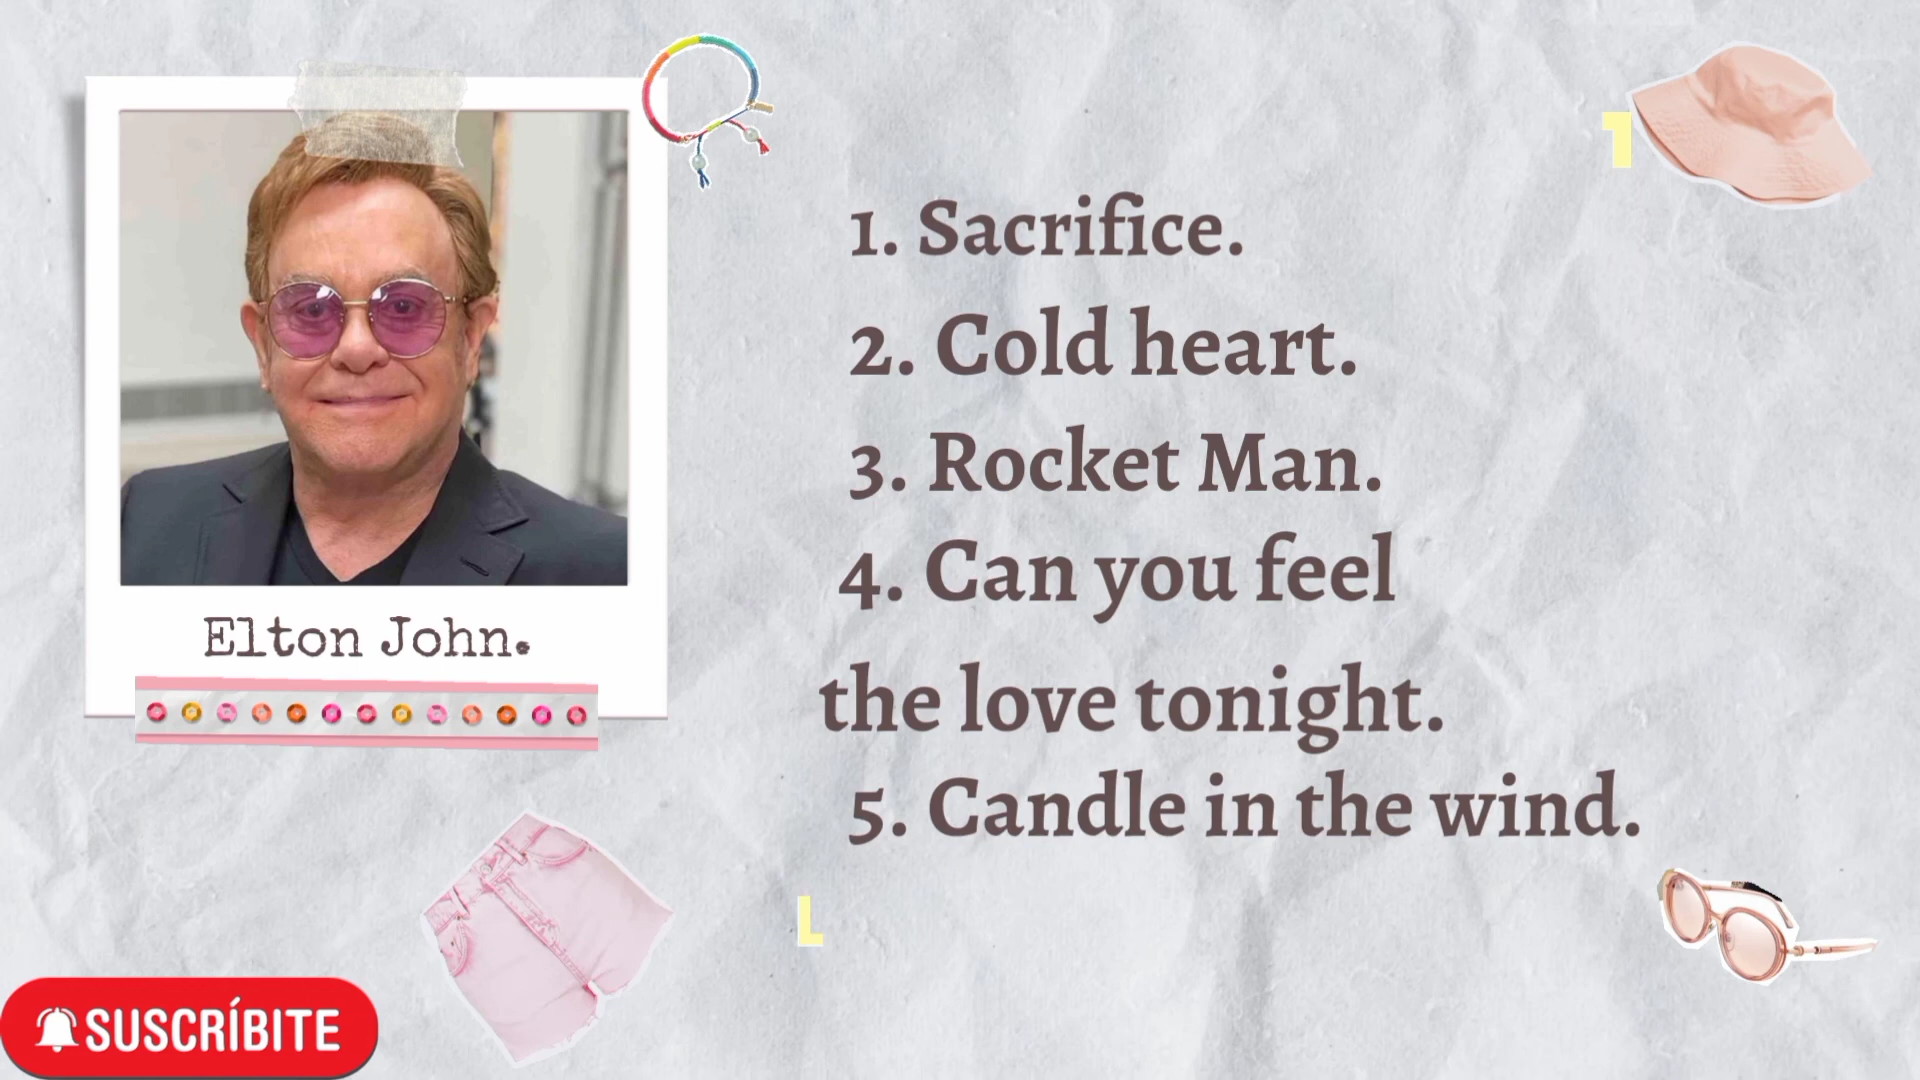 Elton John.
1. Sacrifice.
2. Cold heart.
3. Rocket Man.
4. Can you feel
the love tonight.
5. Candle in the wind.
SUSCRÍBITE